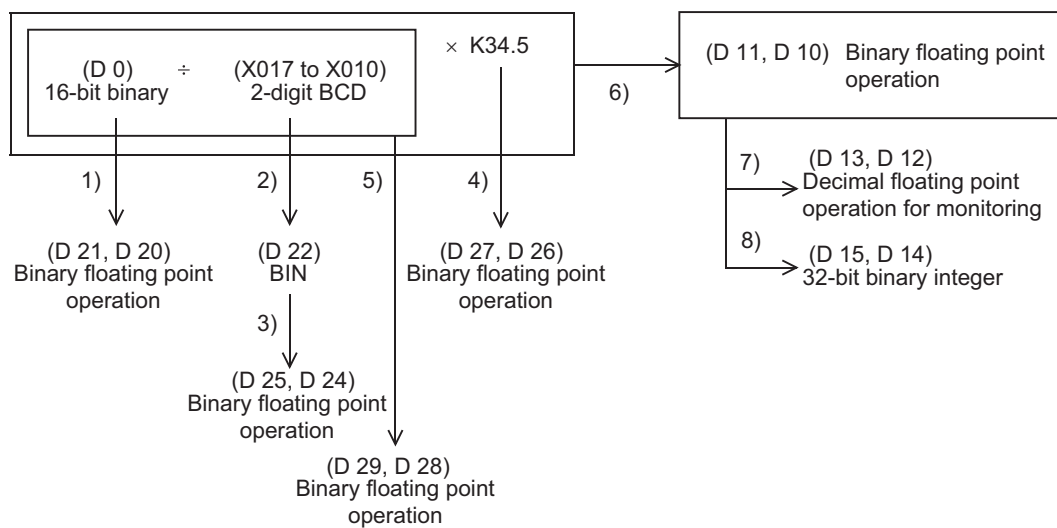 (D 0) ÷ (X017 to X010)
16-bit binary 2-digit BCD
× K34.5
6)
(D 11, D 10) Binary floating point
operation
1)
2)
5)
4)
7)
(D 13, D 12)
Decimal floating point
operation for monitoring
8)
(D 15, D 14)
32-bit binary integer
(D 21, D 20)
Binary floating point
operation
(D 22)
BIN
(D 27, D 26)
Binary floating point
operation
3)
(D 25, D 24)
Binary floating point
operation
(D 29, D 28)
Binary floating point
operation